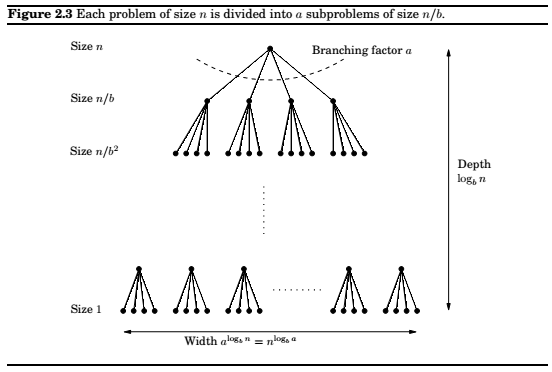 Figure 2.3 Each problem of size n is divided into a subproblems of size n/b.
Size n
Branching factor a
Size n/b
Size n/b²
Depth
log_b n
Size 1
Width a^{log_b n} = n^{log_b a}